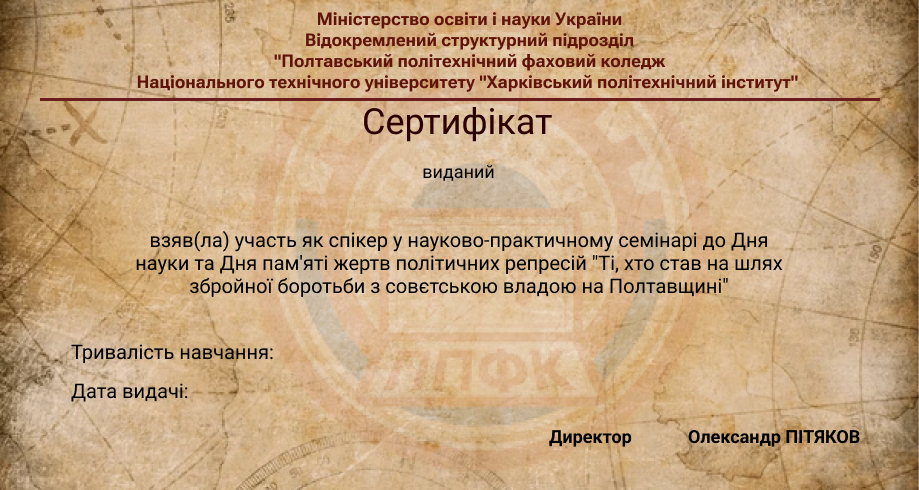 Міністерство освіти і науки України
Відокремлений структурний підрозділ
"Полтавський політехнічний фаховий коледж
Національного технічного університету "Харківський політехнічний інститут"
Сертифікат
виданий
взяв(ла) участь як спікер у науково-практичному семінарі до Дня
науки та Дня пам'яті жертв політичних репресій "Ті, хто став на шлях
збройної боротьби з совєтською владою на Полтавщині"
ППФК
Тривалість навчання:
Дата видачі:
Директор Олександр ПІТЯКОВ